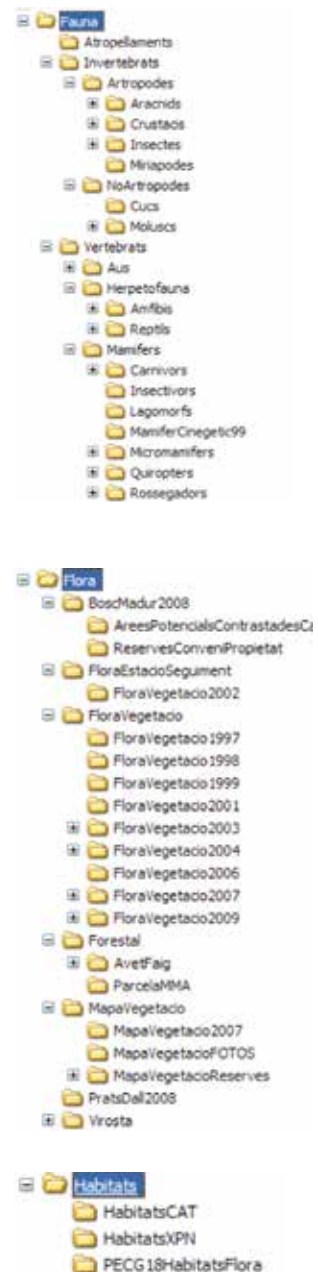 Fauna
Atropellaments
Invertebrats
Artropodes
Aracnids
Crustacis
Insectes
Miriapodes
NoArtropodes
Cucs
Moluscs
Vertebrats
Aus
Herpetofauna
Amfibis
Reptils
Mamifers
Carnivors
Insectivors
Lagomorfs
MamiferCinegetic99
Micromamifers
Quiropters
Rossegadors
Flora
BoscMadur2008
AreesPotencialsContrastadesCa
ReservesConveniPropietat
FloraEstacioSeguiment
FloraVegetacio2002
FloraVegetacio
FloraVegetacio1997
FloraVegetacio1998
FloraVegetacio1999
FloraVegetacio2001
FloraVegetacio2003
FloraVegetacio2004
FloraVegetacio2006
FloraVegetacio2007
FloraVegetacio2009
Forestal
AvetFaig
ParcelaMMA
MapaVegetacio
MapaVegetacio2007
MapaVegetacioFOTOS
MapaVegetacioReserves
PratsDall2008
Virosta
Habitats
HabitatsCAT
HabitatsXPN
PECG18HabitatsFlora